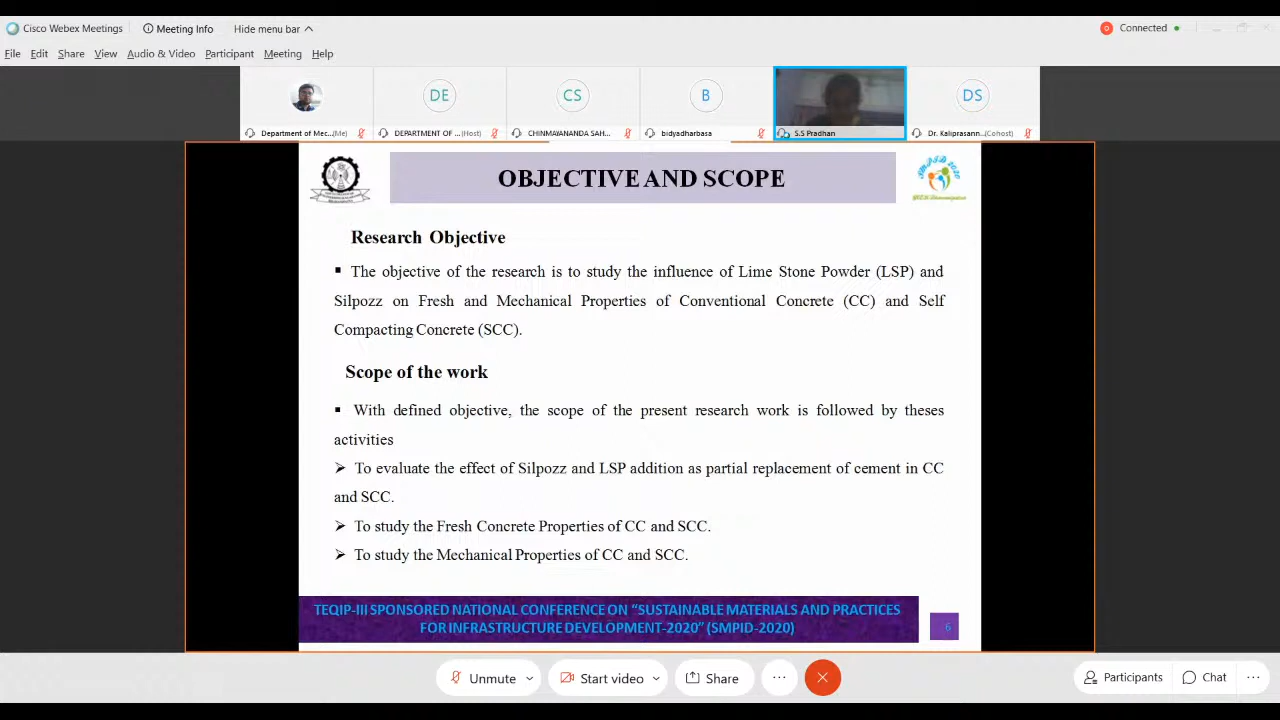 Cisco Webex Meetings
Meeting Info
Hide menu bar
Connected
File Edit Share View Audio & Video Participant Meeting Help
DE CS B DS
Department of Mec... (Me) DEPARTMENT OF ... (Host) CHINMAYANANDA SAH... bidyadharbasa S.S Pradhan Dr. Kaliprasann... (Cohost)
OBJECTIVE AND SCOPE
Research Objective
▪ The objective of the research is to study the influence of Lime Stone Powder (LSP) and
Silpozz on Fresh and Mechanical Properties of Conventional Concrete (CC) and Self
Compacting Concrete (SCC).
Scope of the work
▪ With defined objective, the scope of the present research work is followed by theses
activities
➢ To evaluate the effect of Silpozz and LSP addition as partial replacement of cement in CC
and SCC.
➢ To study the Fresh Concrete Properties of CC and SCC.
➢ To study the Mechanical Properties of CC and SCC.
TEQIP-III SPONSORED NATIONAL CONFERENCE ON “SUSTAINABLE MATERIALS AND PRACTICES
FOR INFRASTRUCTURE DEVELOPMENT-2020” (SMPID-2020)
6
Unmute Start video Share ... Participants Chat ...